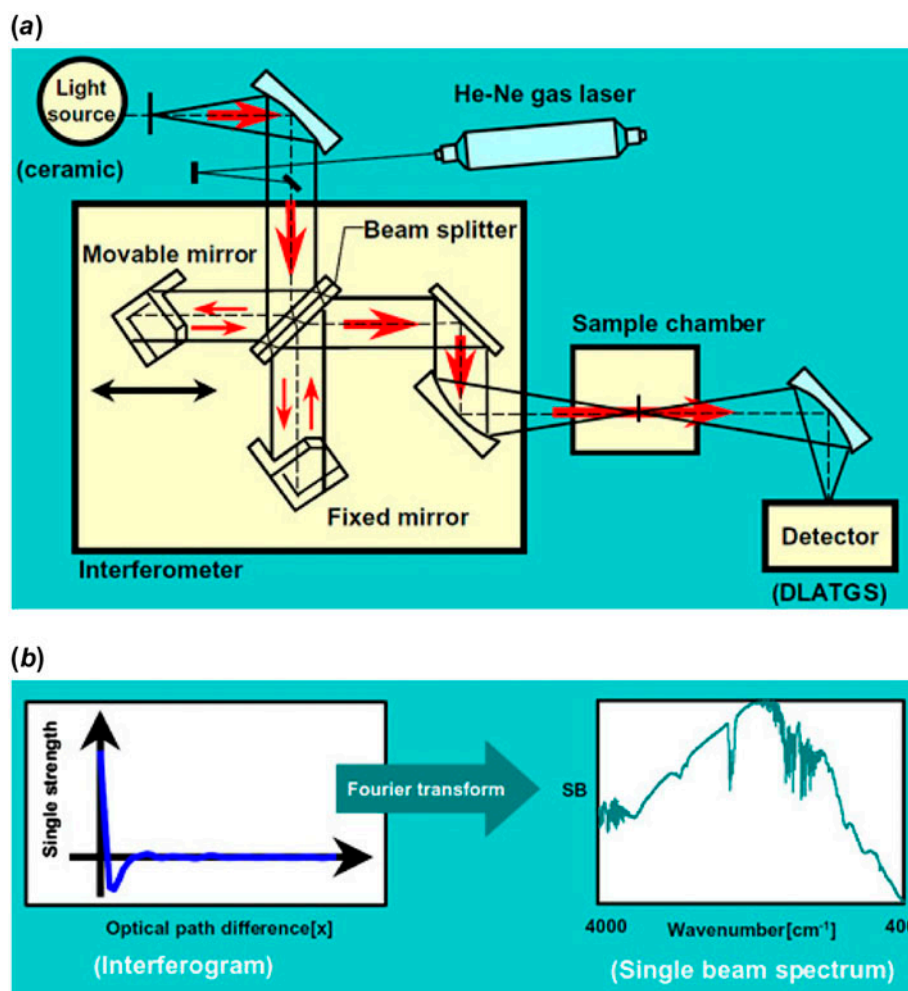 (a)
Light
source
(ceramic)
He-Ne gas laser
Beam splitter
Movable mirror
Sample chamber
Fixed mirror
Interferometer
Detector
(DLATGS)
(b)
Single strength
Fourier transform
SB
Optical path difference[x]
(Interferogram)
4000
Wavenumber[cm⁻¹]
40
(Single beam spectrum)